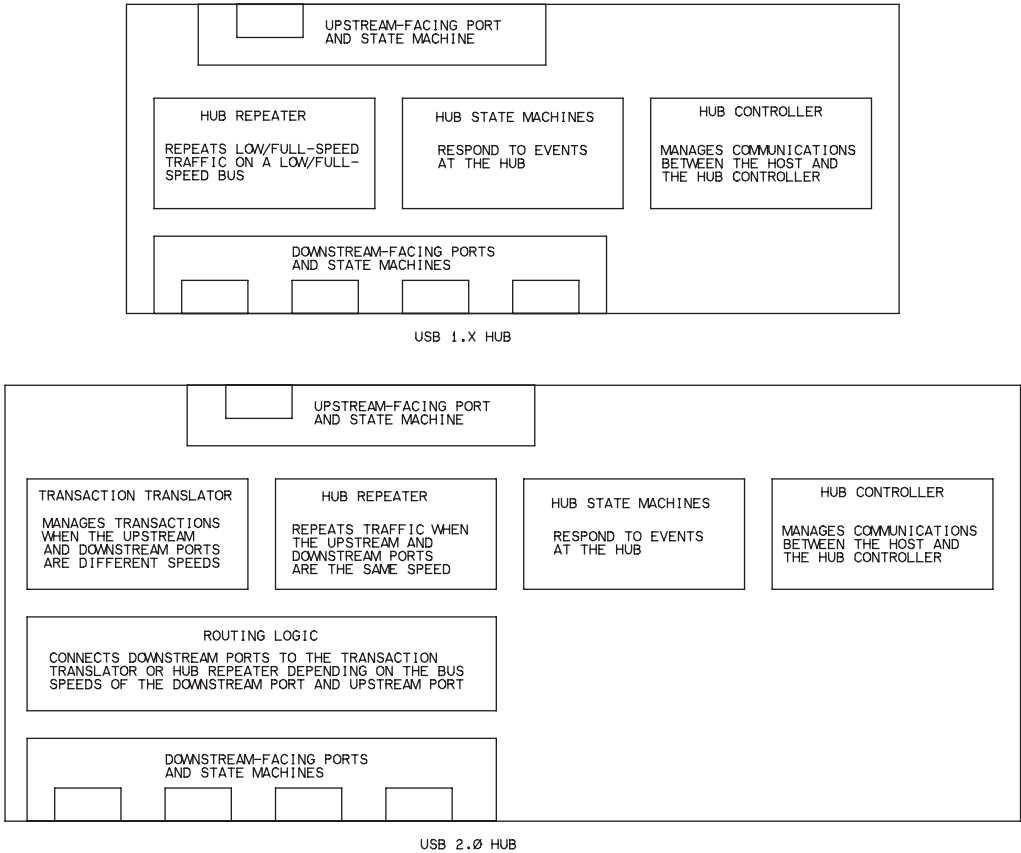 UPSTREAM-FACING PORT
AND STATE MACHINE
HUB REPEATER
REPEATS LOW/FULL-SPEED
TRAFFIC ON A LOW/FULL-
SPEED BUS
HUB STATE MACHINES
RESPOND TO EVENTS
AT THE HUB
HUB CONTROLLER
MANAGES COMMUNICATIONS
BETWEEN THE HOST AND
THE HUB CONTROLLER
DOWNSTREAM-FACING PORTS
AND STATE MACHINES
USB 1.X HUB
UPSTREAM-FACING PORT
AND STATE MACHINE
TRANSACTION TRANSLATOR
MANAGES TRANSACTIONS
WHEN THE UPSTREAM
AND DOWNSTREAM PORTS
ARE DIFFERENT SPEEDS
HUB REPEATER
REPEATS TRAFFIC WHEN
THE UPSTREAM AND
DOWNSTREAM PORTS
ARE THE SAME SPEED
HUB STATE MACHINES
RESPOND TO EVENTS
AT THE HUB
HUB CONTROLLER
MANAGES COMMUNICATIONS
BETWEEN THE HOST AND
THE HUB CONTROLLER
ROUTING LOGIC
CONNECTS DOWNSTREAM PORTS TO THE TRANSACTION
TRANSLATOR OR HUB REPEATER DEPENDING ON THE BUS
SPEEDS OF THE DOWNSTREAM PORT AND UPSTREAM PORT
DOWNSTREAM-FACING PORTS
AND STATE MACHINES
USB 2.Ø HUB